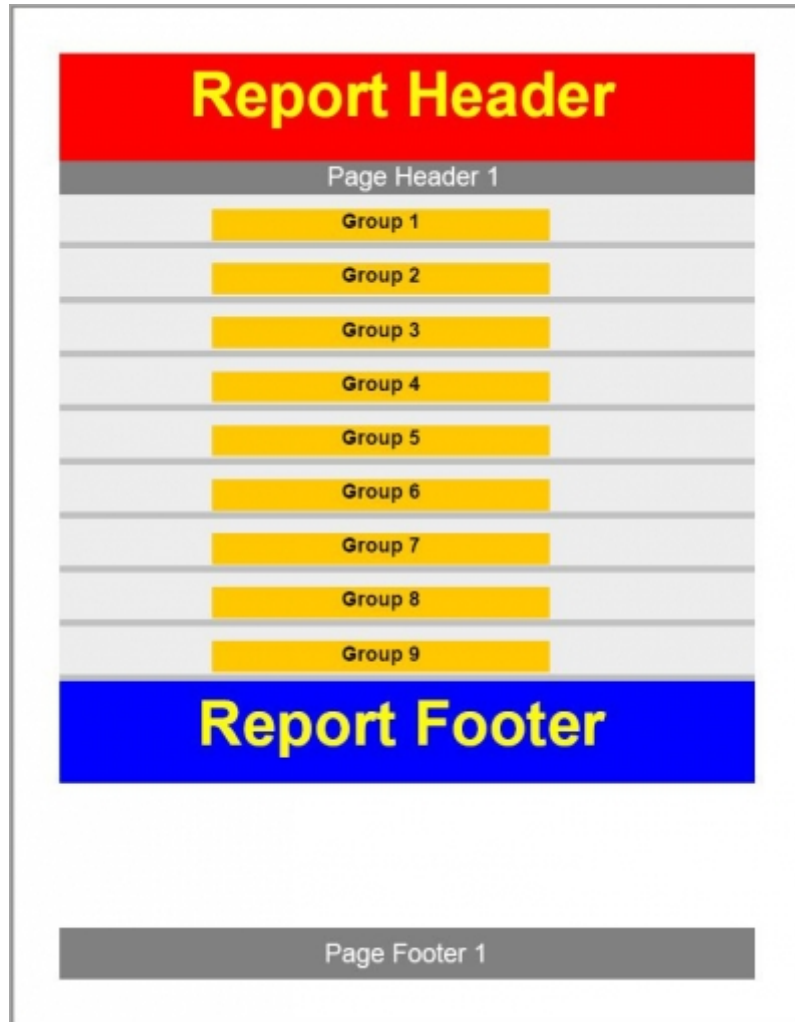 Report Header
Page Header 1
Group 1
Group 2
Group 3
Group 4
Group 5
Group 6
Group 7
Group 8
Group 9
Report Footer
Page Footer 1